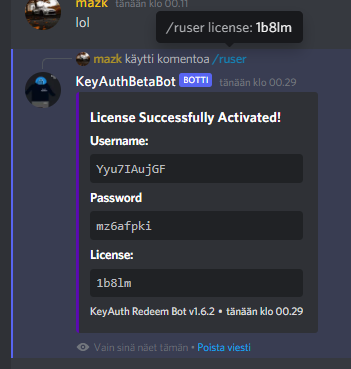 mazk tänään klo 00.11
lol
/ruser license: 1b8lm
mazk käytti komentoa /ruser
KeyAuthBetaBot BOTTI tänään klo 00.29
License Successfully Activated!
Username:
Yyu7IAujGF
Password
mz6afpki
License:
1b8lm
KeyAuth Redeem Bot v1.6.2 • tänään klo 00.29
Vain sinä näet tämän • Poista viesti